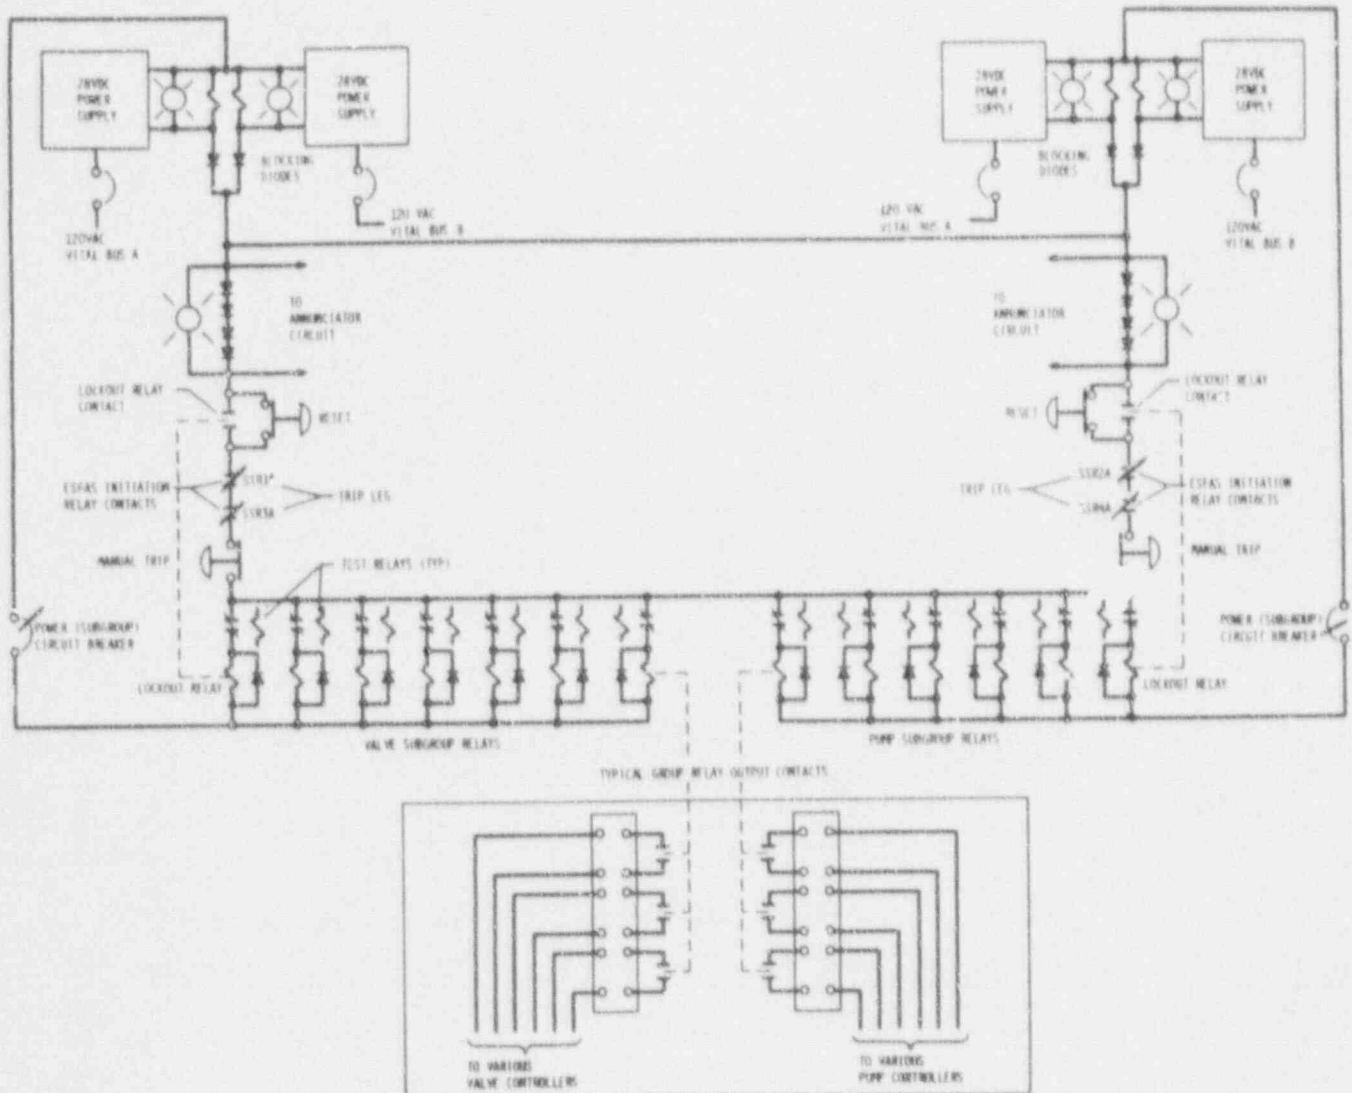 28VDC
POWER
SUPPLY
28VDC
POWER
SUPPLY
28VDC
POWER
SUPPLY
28VDC
POWER
SUPPLY
BLOCKING
DIODES
BLOCKING
DIODES
120VAC
VITAL BUS A
120 VAC
VITAL BUS B
120 VAC
VITAL BUS A
120VAC
VITAL BUS B
TO
ANNUNCIATOR
CIRCUIT
TO
ANNUNCIATOR
CIRCUIT
LOCKOUT RELAY
CONTACT
RESET
RESET
LOCKOUT RELAY
CONTACT
ESFAS INITIATION
RELAY CONTACTS
SSR3A
TRIP LEG
TRIP LEG
SSR2A
SSR4A
ESFAS INITIATION
RELAY CONTACTS
MANUAL TRIP
TEST RELAYS (TYP)
MANUAL TRIP
POWER (SUBGROUP)
CIRCUIT BREAKER
POWER (SUBGROUP)
CIRCUIT BREAKER
LOCKOUT RELAY
LOCKOUT RELAY
VALVE SUBGROUP RELAYS
PUMP SUBGROUP RELAYS
TYPICAL GROUP RELAY OUTPUT CONTACTS
TO VARIOUS
VALVE CONTROLLERS
TO VARIOUS
PUMP CONTROLLERS